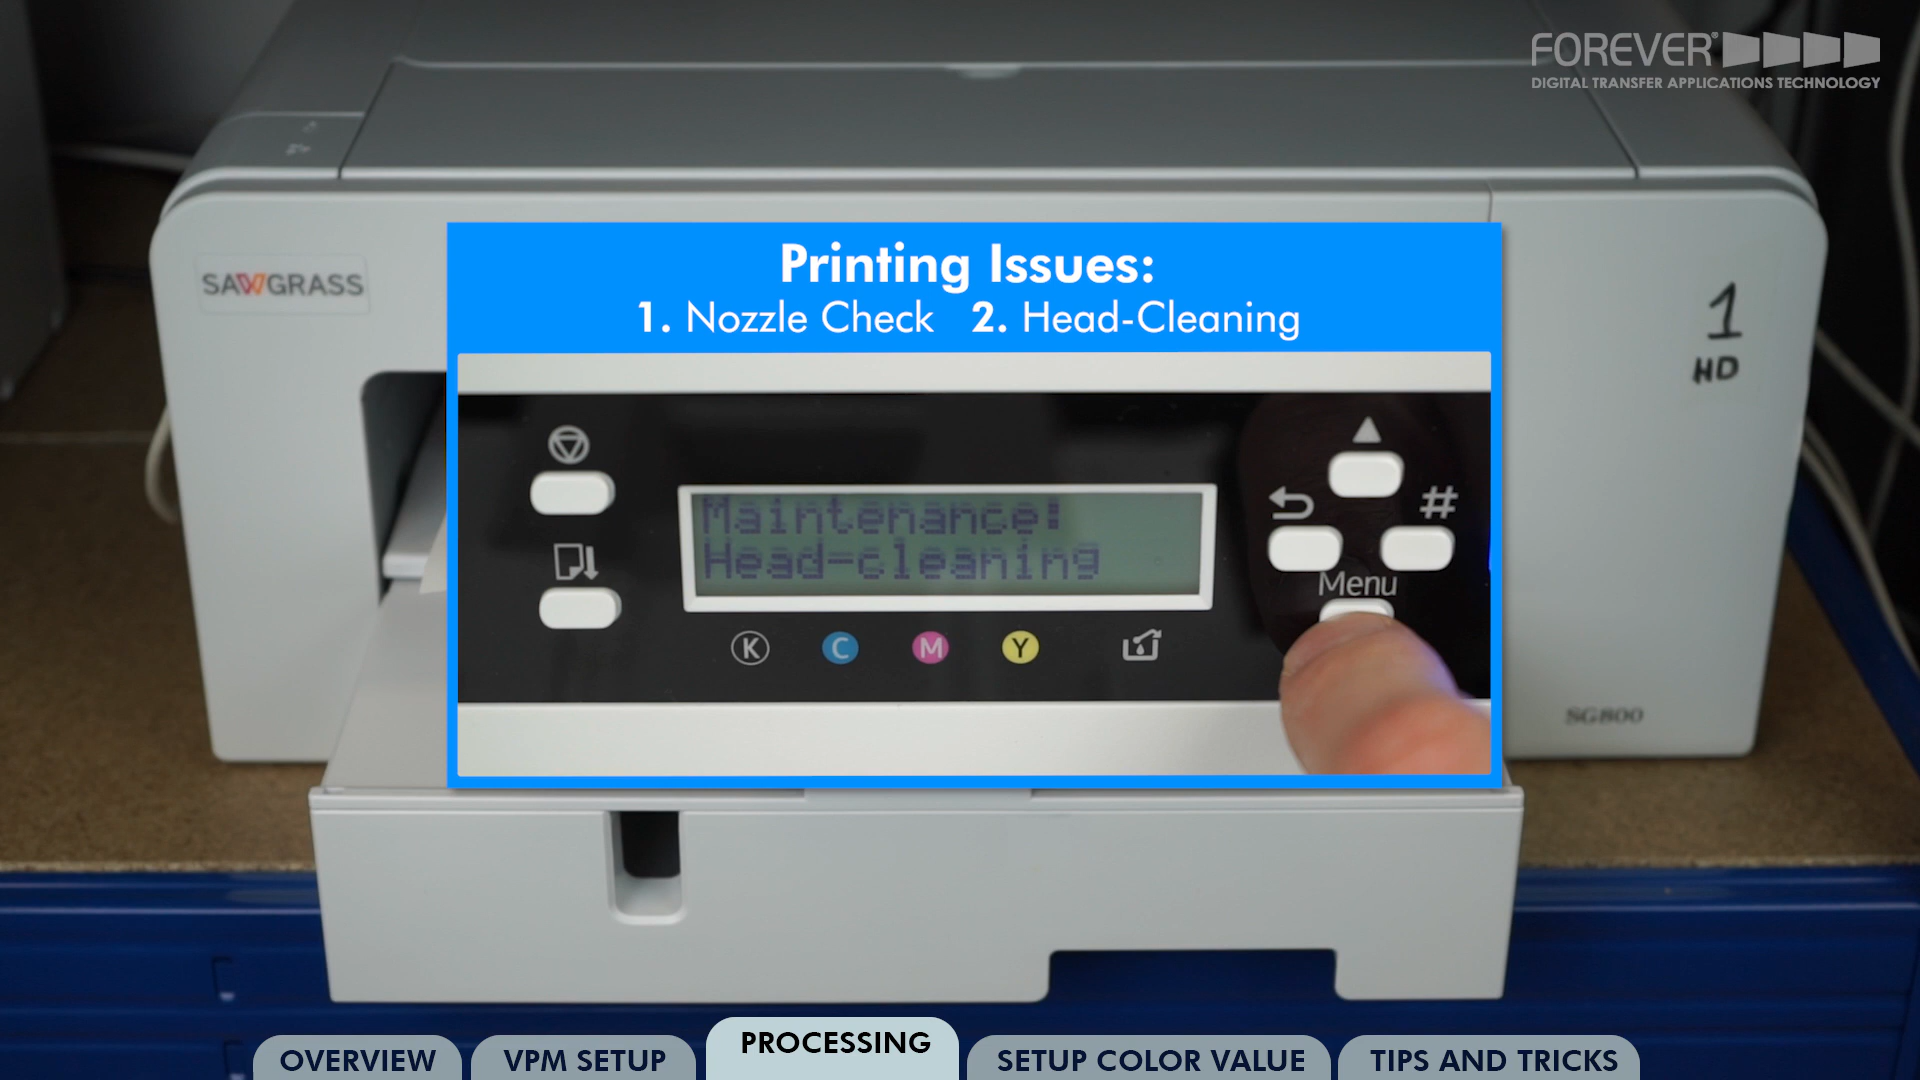 FOREVER®
DIGITAL TRANSFER APPLICATIONS TECHNOLOGY
SAWGRASS
Printing Issues:
1. Nozzle Check 2. Head-Cleaning
1
HD
#
Maintenance:
Head-cleaning
Menu
K C M Y
SG800
OVERVIEW
VPM SETUP
PROCESSING
SETUP COLOR VALUE
TIPS AND TRICKS